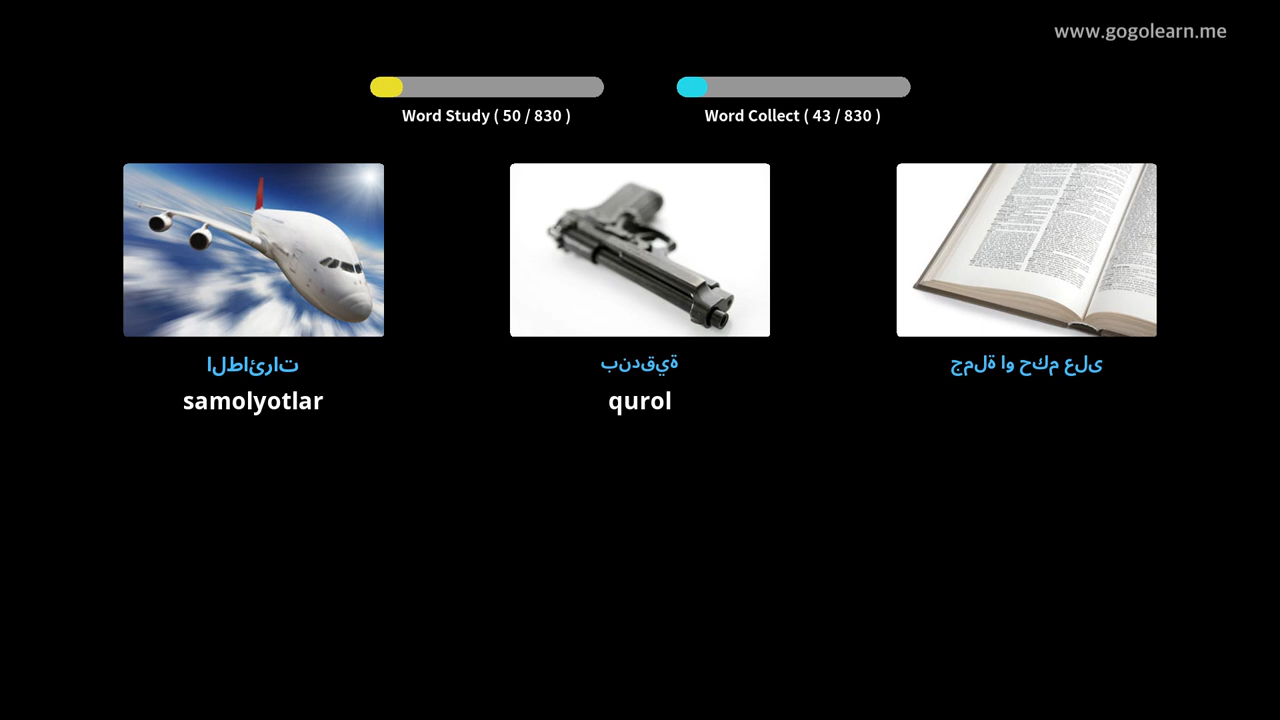 www.gogolearn.me
Word Study ( 50 / 830 )
Word Collect ( 43 / 830 )
الطائرات
samolyotlar
بندقية
qurol
جملة او حكم على